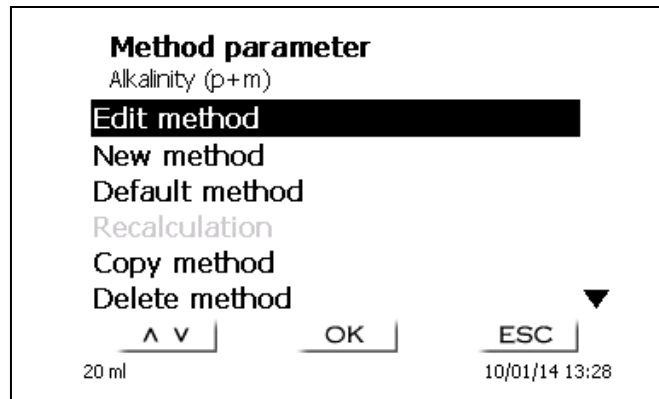 Method parameter
Alkalinity (p+m)
Edit method
New method
Default method
Recalculation
Copy method
Delete method
OK ESC
20 ml 10/01/14 13:28